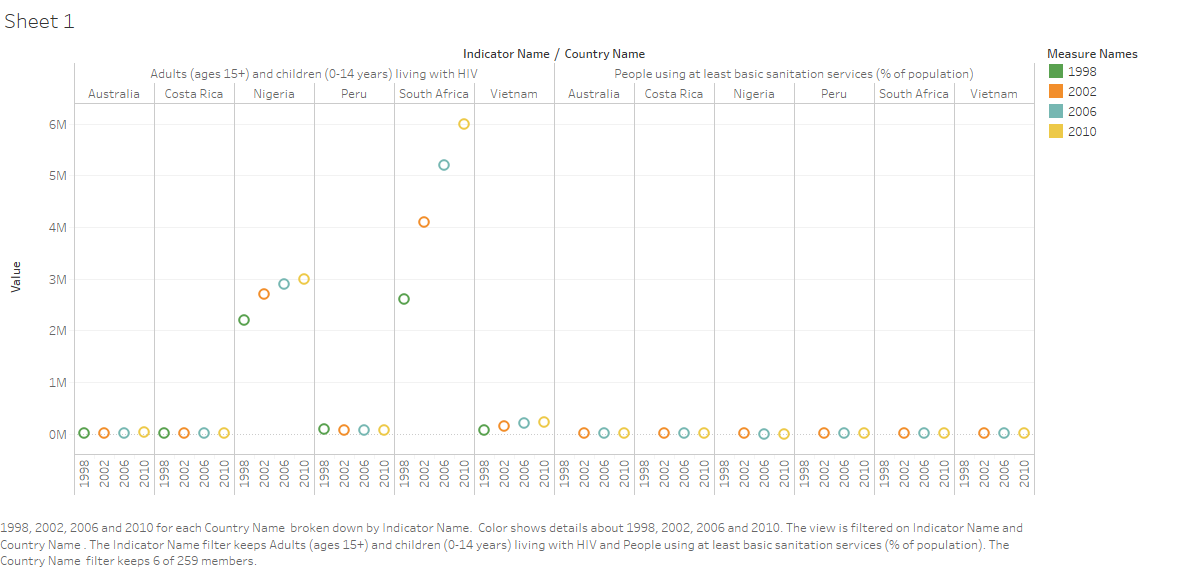 Sheet 1
Indicator Name / Country Name
Adults (ages 15+) and children (0-14 years) living with HIV People using at least basic sanitation services (% of population)
Australia Costa Rica Nigeria Peru South Africa Vietnam Australia Costa Rica Nigeria Peru South Africa Vietnam
Measure Names
1998
2002
2006
2010
6M
5M
4M
3M
2M
1M
0M
Value
1998 2002 2006 2010 1998 2002 2006 2010 1998 2002 2006 2010 1998 2002 2006 2010 1998 2002 2006 2010 1998 2002 2006 2010 1998 2002 2006 2010 1998 2002 2006 2010 1998 2002 2006 2010 1998 2002 2006 2010 1998 2002 2006 2010 1998 2002 2006 2010
1998, 2002, 2006 and 2010 for each Country Name broken down by Indicator Name. Color shows details about 1998, 2002, 2006 and 2010. The view is filtered on Indicator Name and
Country Name . The Indicator Name filter keeps Adults (ages 15+) and children (0-14 years) living with HIV and People using at least basic sanitation services (% of population). The
Country Name filter keeps 6 of 259 members.